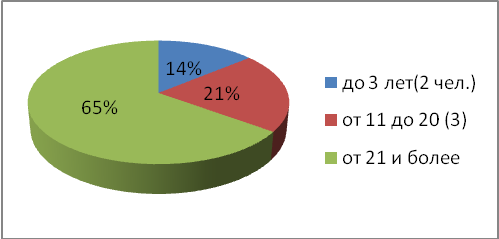 14%
21%
65%
до 3 лет(2 чел.)
от 11 до 20 (3)
от 21 и более